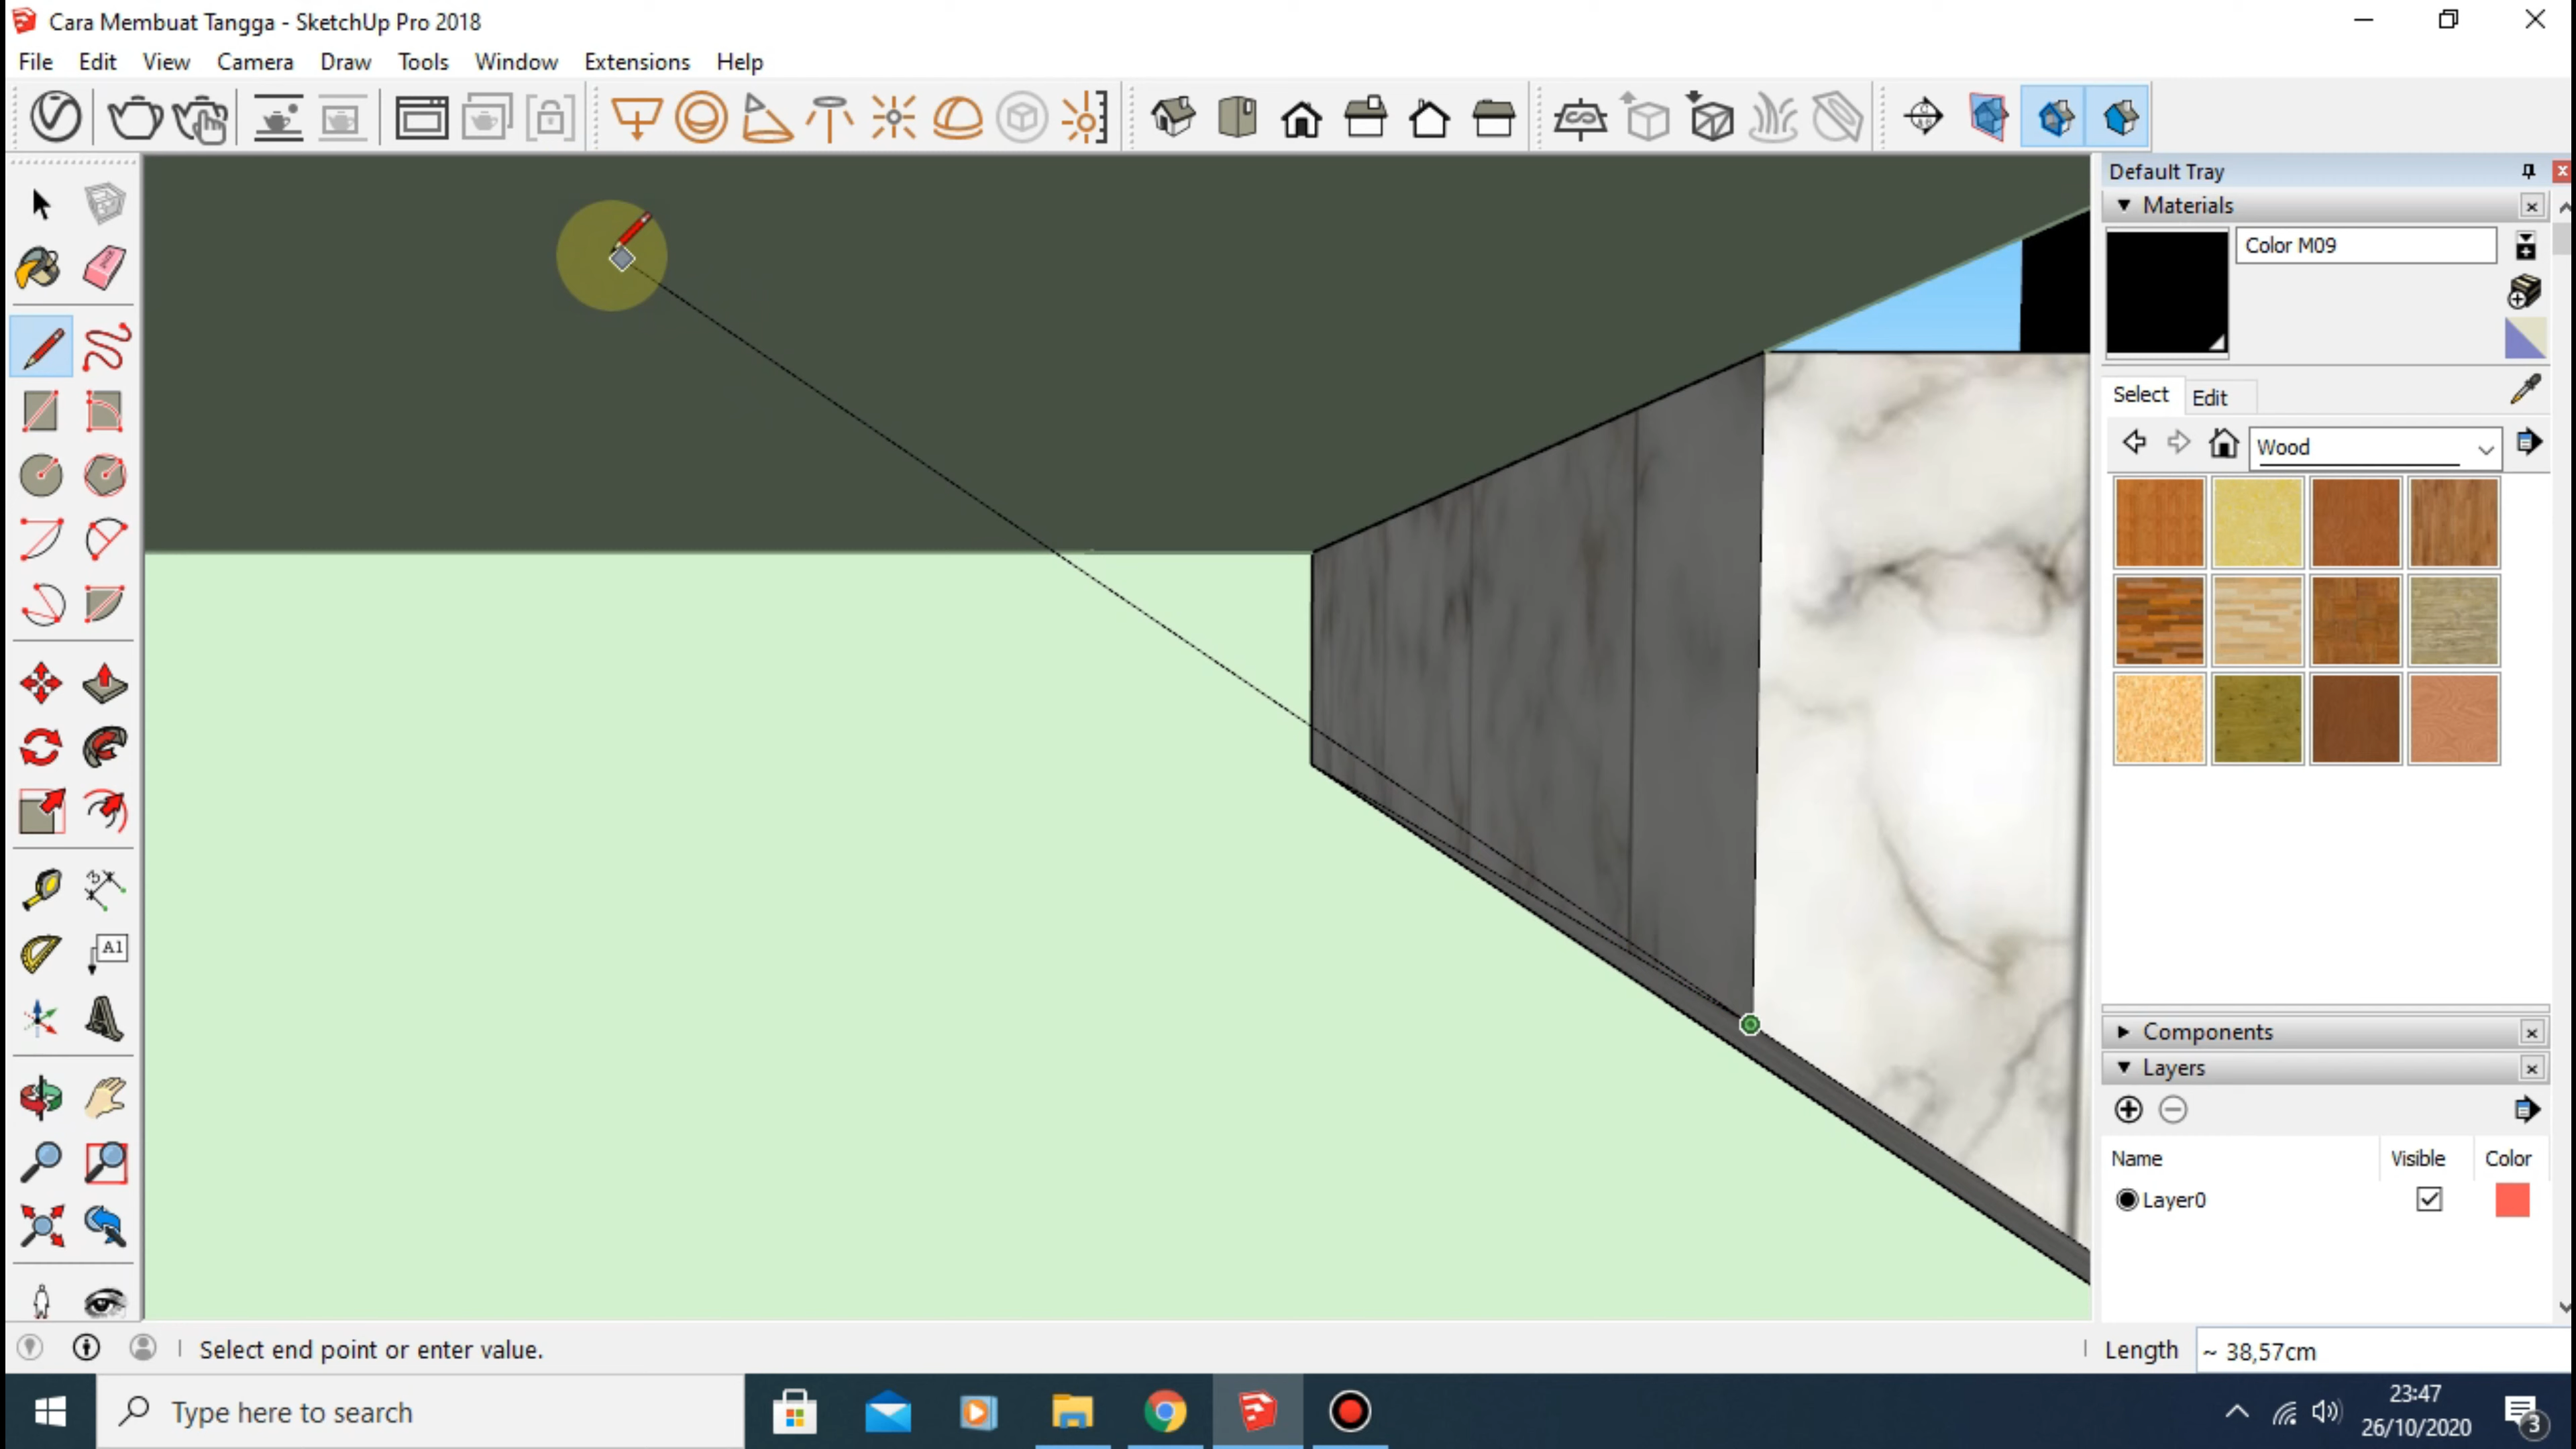 Cara Membuat Tangga - SketchUp Pro 2018
File Edit View Camera Draw Tools Window Extensions Help
Default Tray
Materials
Color M09
Select Edit
Wood
A1
Components
Layers
Name Visible Color
Layer0
Select end point or enter value.
Length ~ 38,57cm
Type here to search
23:47
26/10/2020
3